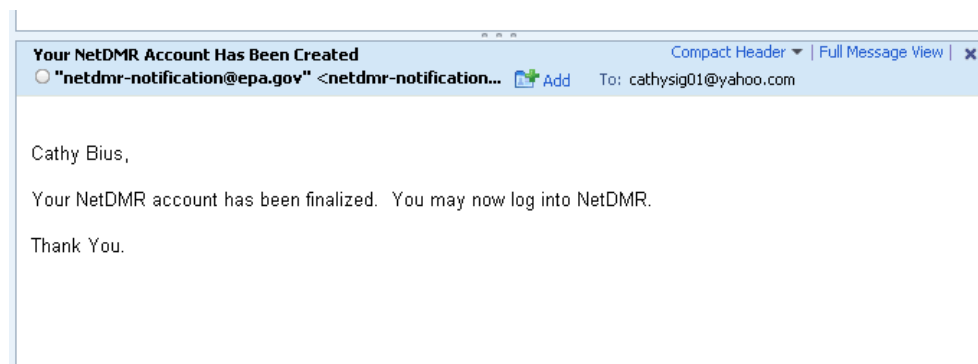 Your NetDMR Account Has Been Created Compact Header | Full Message View |
"netdmr-notification@epa.gov" <netdmr-notification... Add To: cathysig01@yahoo.com
Cathy Bius,
Your NetDMR account has been finalized. You may now log into NetDMR.
Thank You.